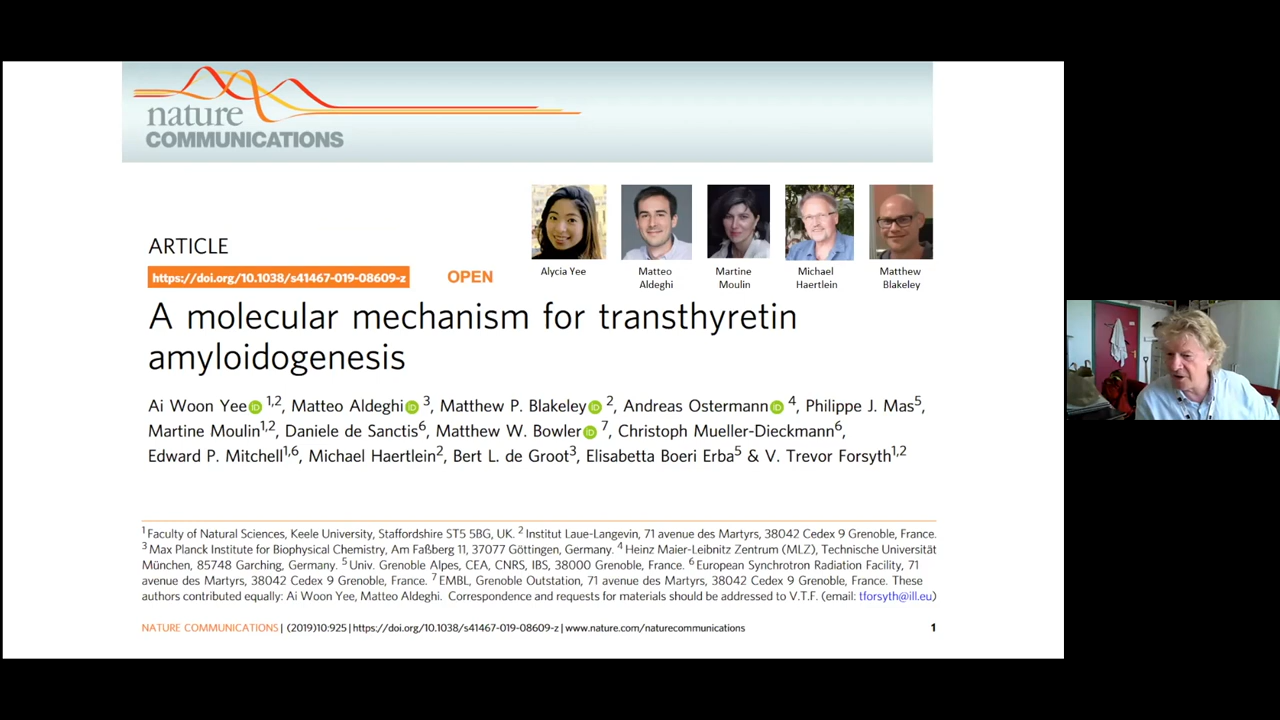 nature
COMMUNICATIONS
Alycia Yee
Matteo
Aldeghi
Martine
Moulin
Michael
Haertlein
Matthew
Blakeley
ARTICLE
https://doi.org/10.1038/s41467-019-08609-z
OPEN
A molecular mechanism for transthyretin
amyloidogenesis
Ai Woon Yee iD 1,2, Matteo Aldeghi iD 3, Matthew P. Blakeley iD 2, Andreas Ostermann iD 4, Philippe J. Mas5,
Martine Moulin1,2, Daniele de Sanctis6, Matthew W. Bowler iD 7, Christoph Mueller-Dieckmann6,
Edward P. Mitchell1,6, Michael Haertlein2, Bert L. de Groot3, Elisabetta Boeri Erba5 & V. Trevor Forsyth1,2
1 Faculty of Natural Sciences, Keele University, Staffordshire ST5 5BG, UK. 2 Institut Laue-Langevin, 71 avenue des Martyrs, 38042 Cedex 9 Grenoble, France.
3 Max Planck Institute for Biophysical Chemistry, Am Faßberg 11, 37077 Göttingen, Germany. 4 Heinz Maier-Leibnitz Zentrum (MLZ), Technische Universität
München, 85748 Garching, Germany. 5 Univ. Grenoble Alpes, CEA, CNRS, IBS, 38000 Grenoble, France. 6 European Synchrotron Radiation Facility, 71
avenue des Martyrs, 38042 Cedex 9 Grenoble, France. 7 EMBL, Grenoble Outstation, 71 avenue des Martyrs, 38042 Cedex 9 Grenoble, France. These
authors contributed equally: Ai Woon Yee, Matteo Aldeghi. Correspondence and requests for materials should be addressed to V.T.F. (email: tforsyth@ill.eu)
NATURE COMMUNICATIONS | (2019)10:925 | https://doi.org/10.1038/s41467-019-08609-z | www.nature.com/naturecommunications
1